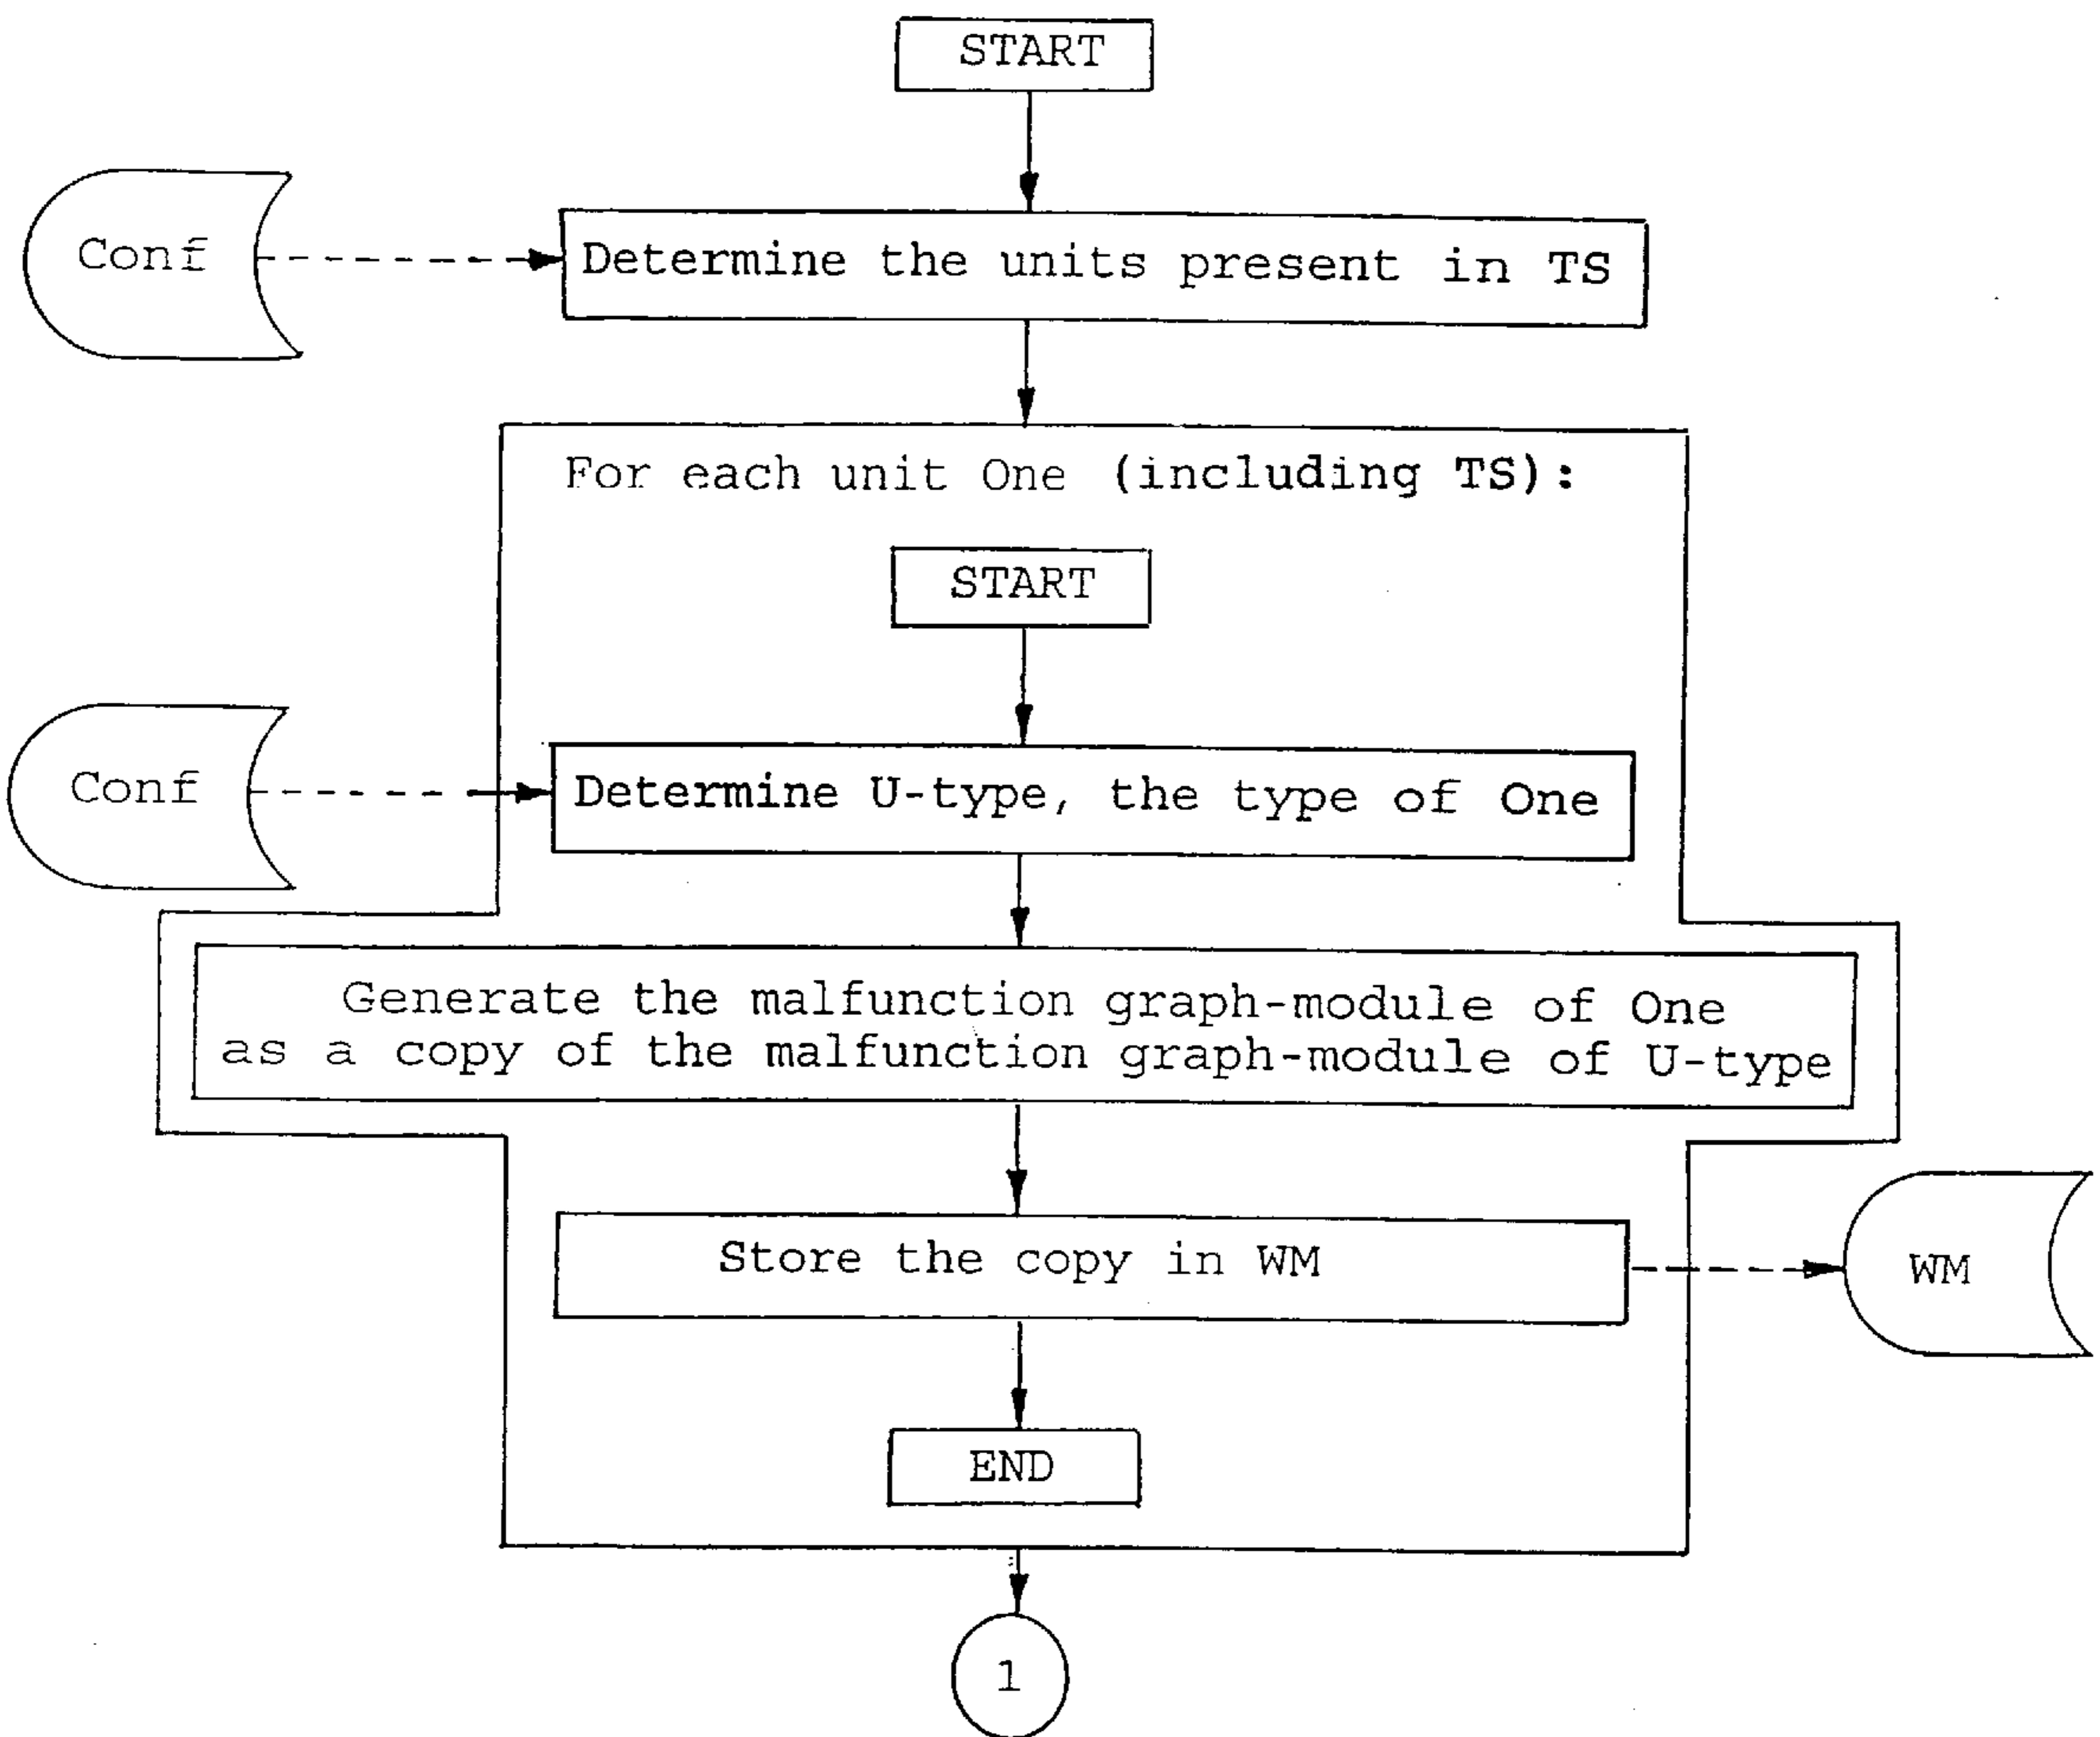 START
Conf
Determine the units present in TS
For each unit One (including TS):
START
Conf
Determine U-type, the type of One
Generate the malfunction graph-module of One
as a copy of the malfunction graph-module of U-type
Store the copy in WM
WM
END
1